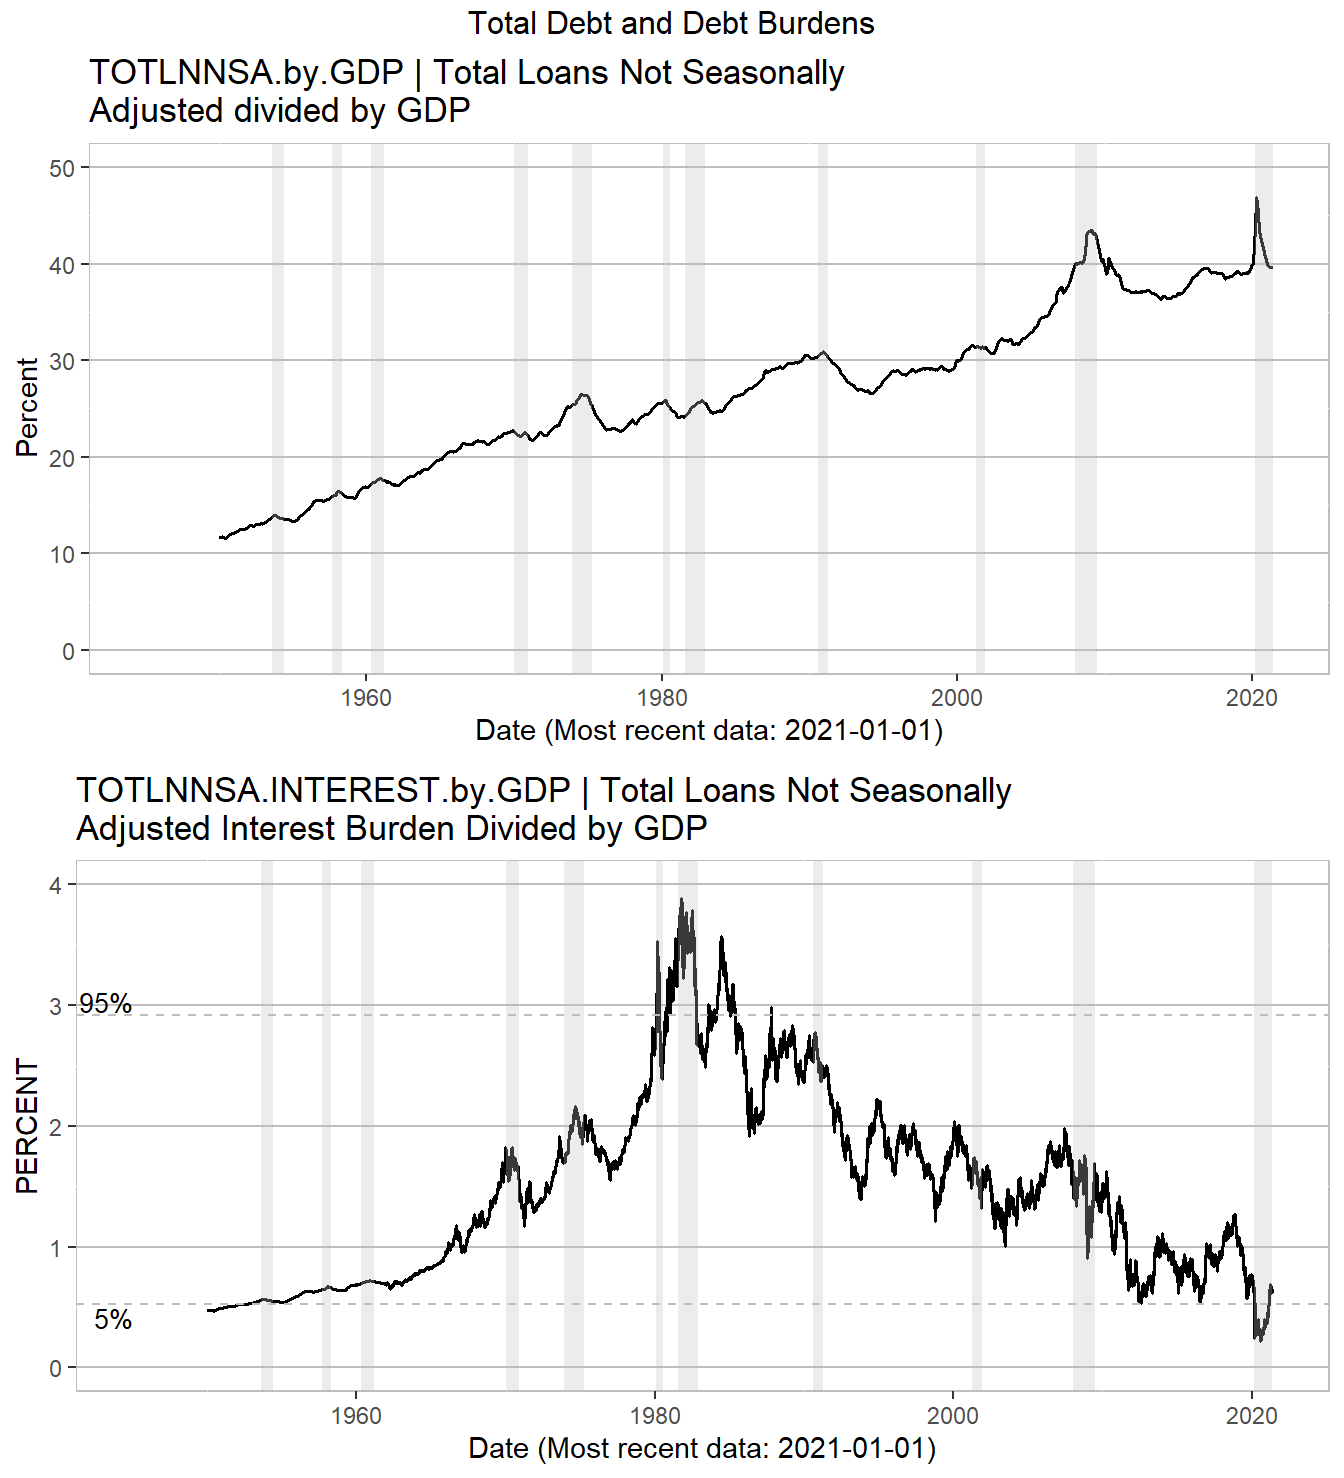 Total Debt and Debt Burdens
TOTLNNSA.by.GDP | Total Loans Not Seasonally
Adjusted divided by GDP
50
40
30
20
10
0
Percent
1960 1980 2000 2020
Date (Most recent data: 2021-01-01)
TOTLNNSA.INTEREST.by.GDP | Total Loans Not Seasonally
Adjusted Interest Burden Divided by GDP
4
3
95%
2
1
5%
0
PERCENT
1960 1980 2000 2020
Date (Most recent data: 2021-01-01)